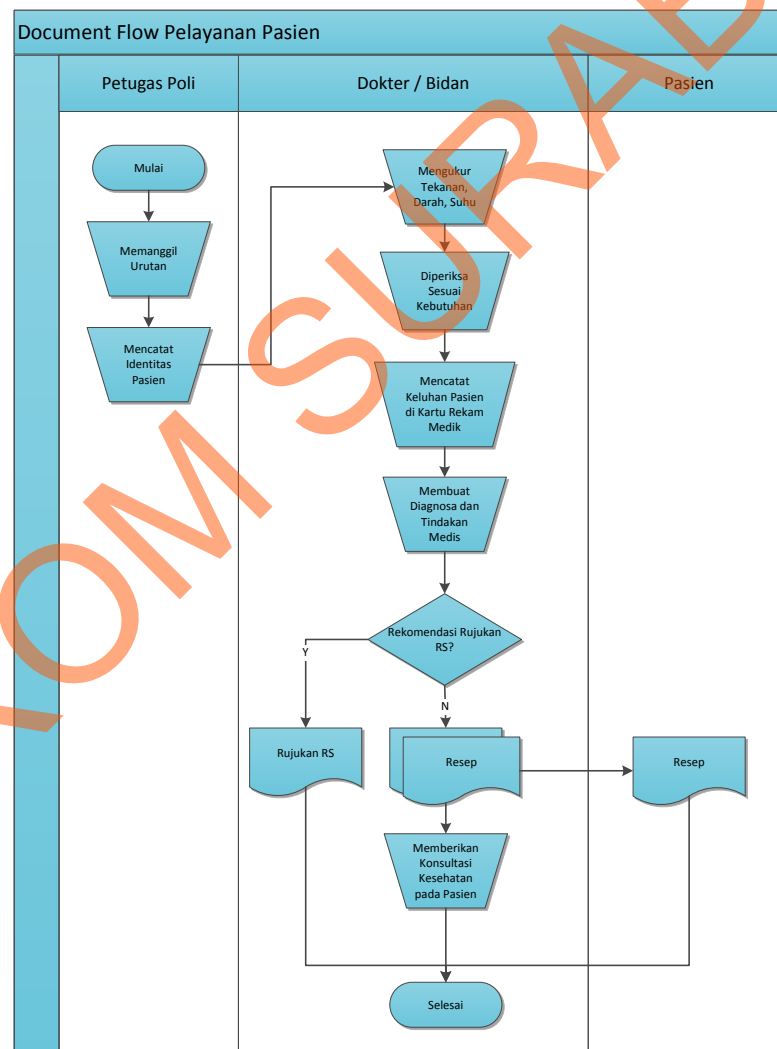 Document Flow Pelayanan Pasien
Petugas Poli
Dokter / Bidan
Pasien
Mulai
Memanggil
Urutan
Mencatat
Identitas
Pasien
Mengukur
Tekanan,
Darah, Suhu
Diperiksa
Sesuai
Kebutuhan
Mencatat
Keluhan Pasien
di Kartu Rekam
Medik
Membuat
Diagnosa dan
Tindakan
Medis
Rekomendasi Rujukan
RS?
Y
N
Rujukan RS
Resep
Resep
Memberikan
Konsultasi
Kesehatan
pada Pasien
Selesai
OM SURAB